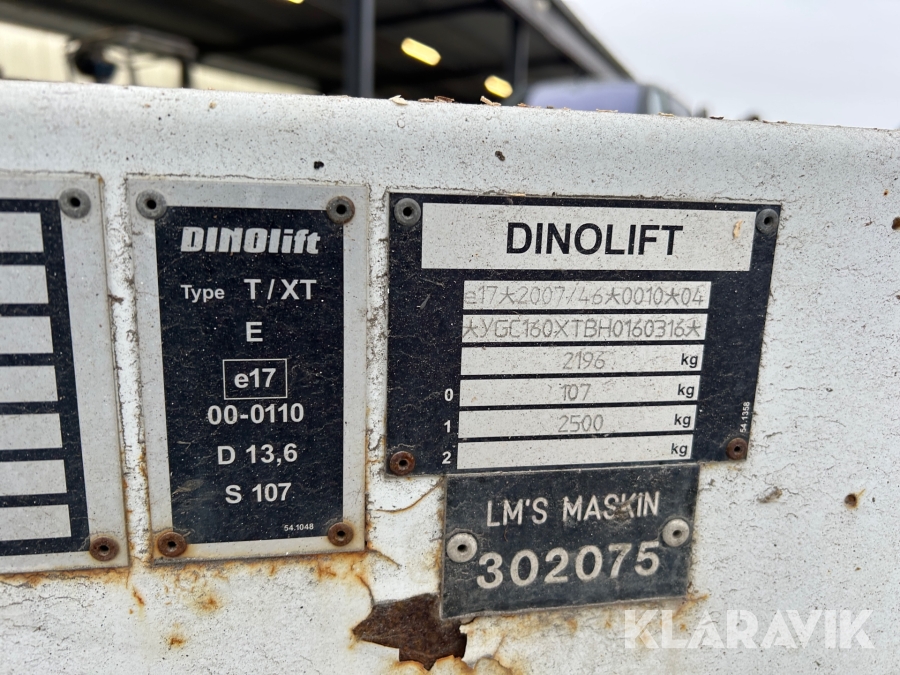 DINOlift
Type T/XT
E
e17
00-0110
D 13,6
S 107
54.1048
DINOLIFT
e17*2007/46*0010*04
*YGC160XTBH0160316*
2196 kg
0 107 kg
1 2500 kg
2 kg
54.1358
LM'S MASKIN
302075
KLARAVIK